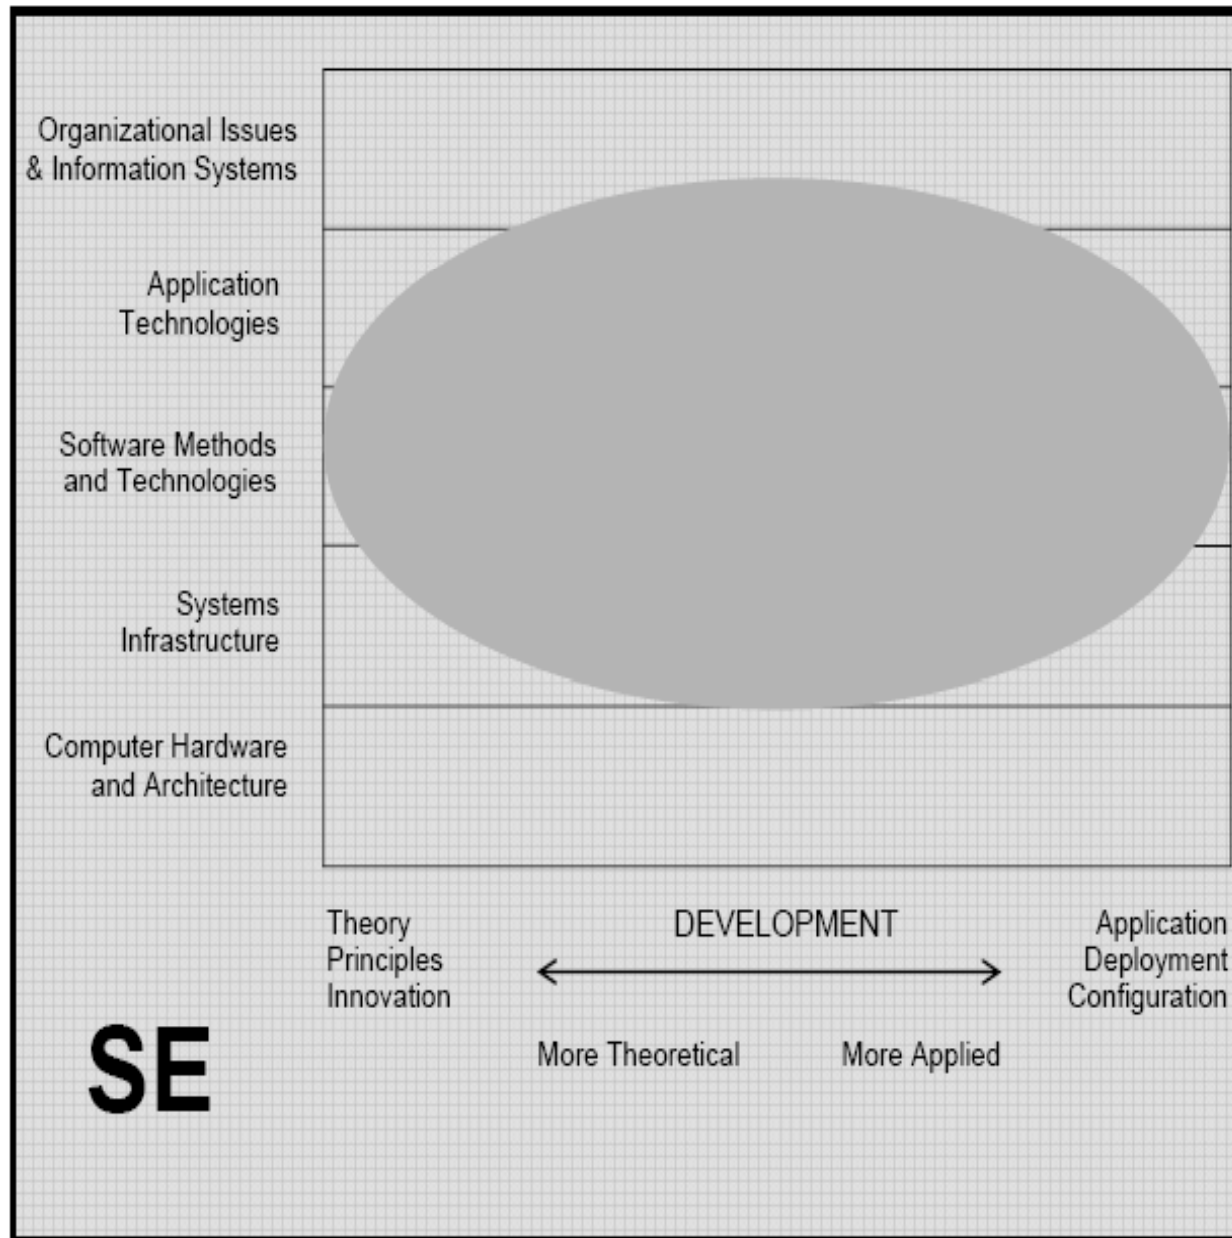 Organizational Issues
& Information Systems
Application
Technologies
Software Methods
and Technologies
Systems
Infrastructure
Computer Hardware
and Architecture
Theory
Principles
Innovation
DEVELOPMENT
Application
Deployment
Configuration
More Theoretical
More Applied
SE